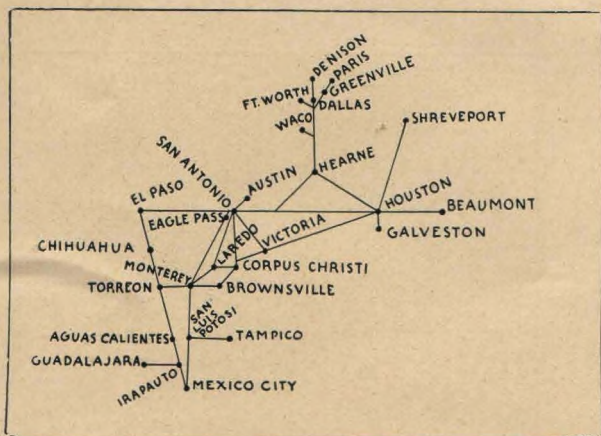 DENISON
PARIS
GREENVILLE
FT. WORTH
DALLAS
WACO
SHREVEPORT
SAN ANTONIO
AUSTIN
HEARNE
EL PASO
EAGLE PASS
HOUSTON
BEAUMONT
GALVESTON
VICTORIA
CHIHUAHUA
LAREDO
MONTEREY
CORPUS CHRISTI
TORREON
BROWNSVILLE
SAN
LUIS
POTOSI
AGUAS CALIENTES
TAMPICO
GUADALAJARA
IRAPAUTO
MEXICO CITY